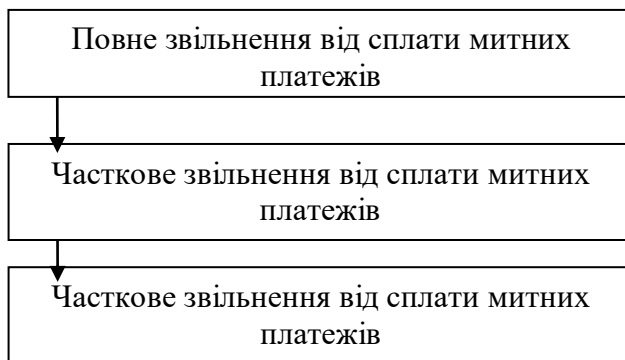 Повне звільнення від сплати митних
платежів
Часткове звільнення від сплати митних
платежів
Часткове звільнення від сплати митних
платежів